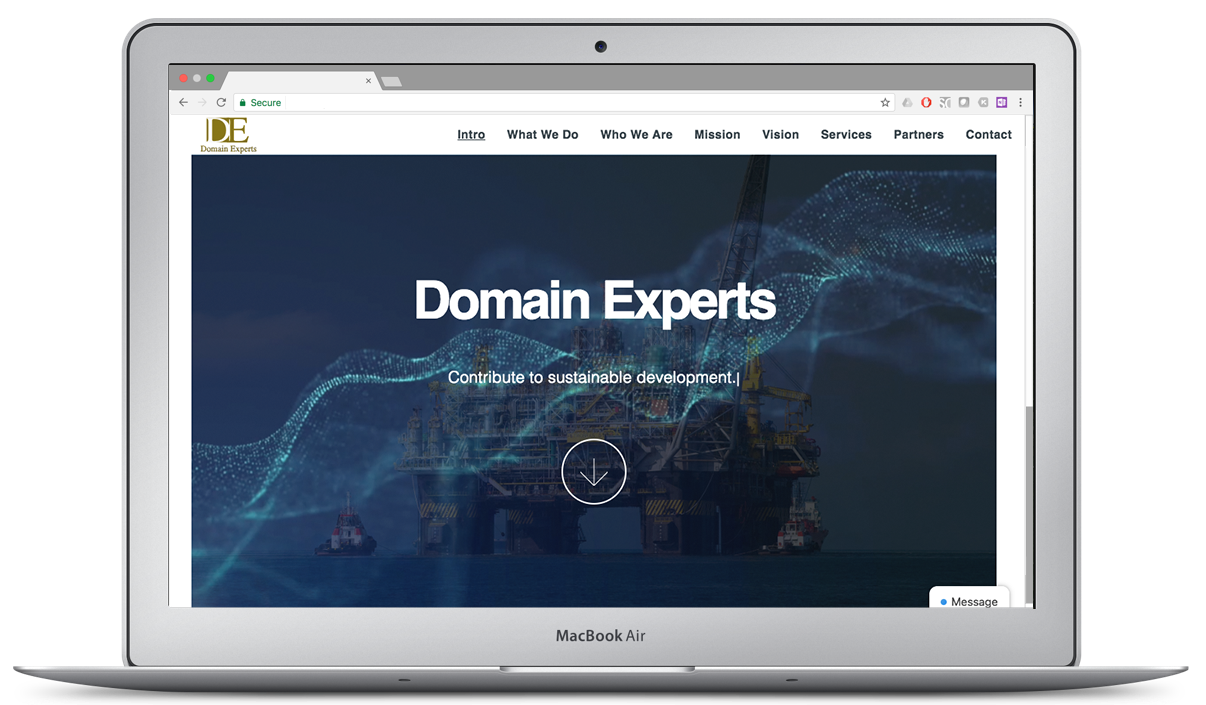 Secure
DE
Domain Experts
Intro What We Do Who We Are Mission Vision Services Partners Contact
Domain Experts
Contribute to sustainable development.|
Message
MacBook Air